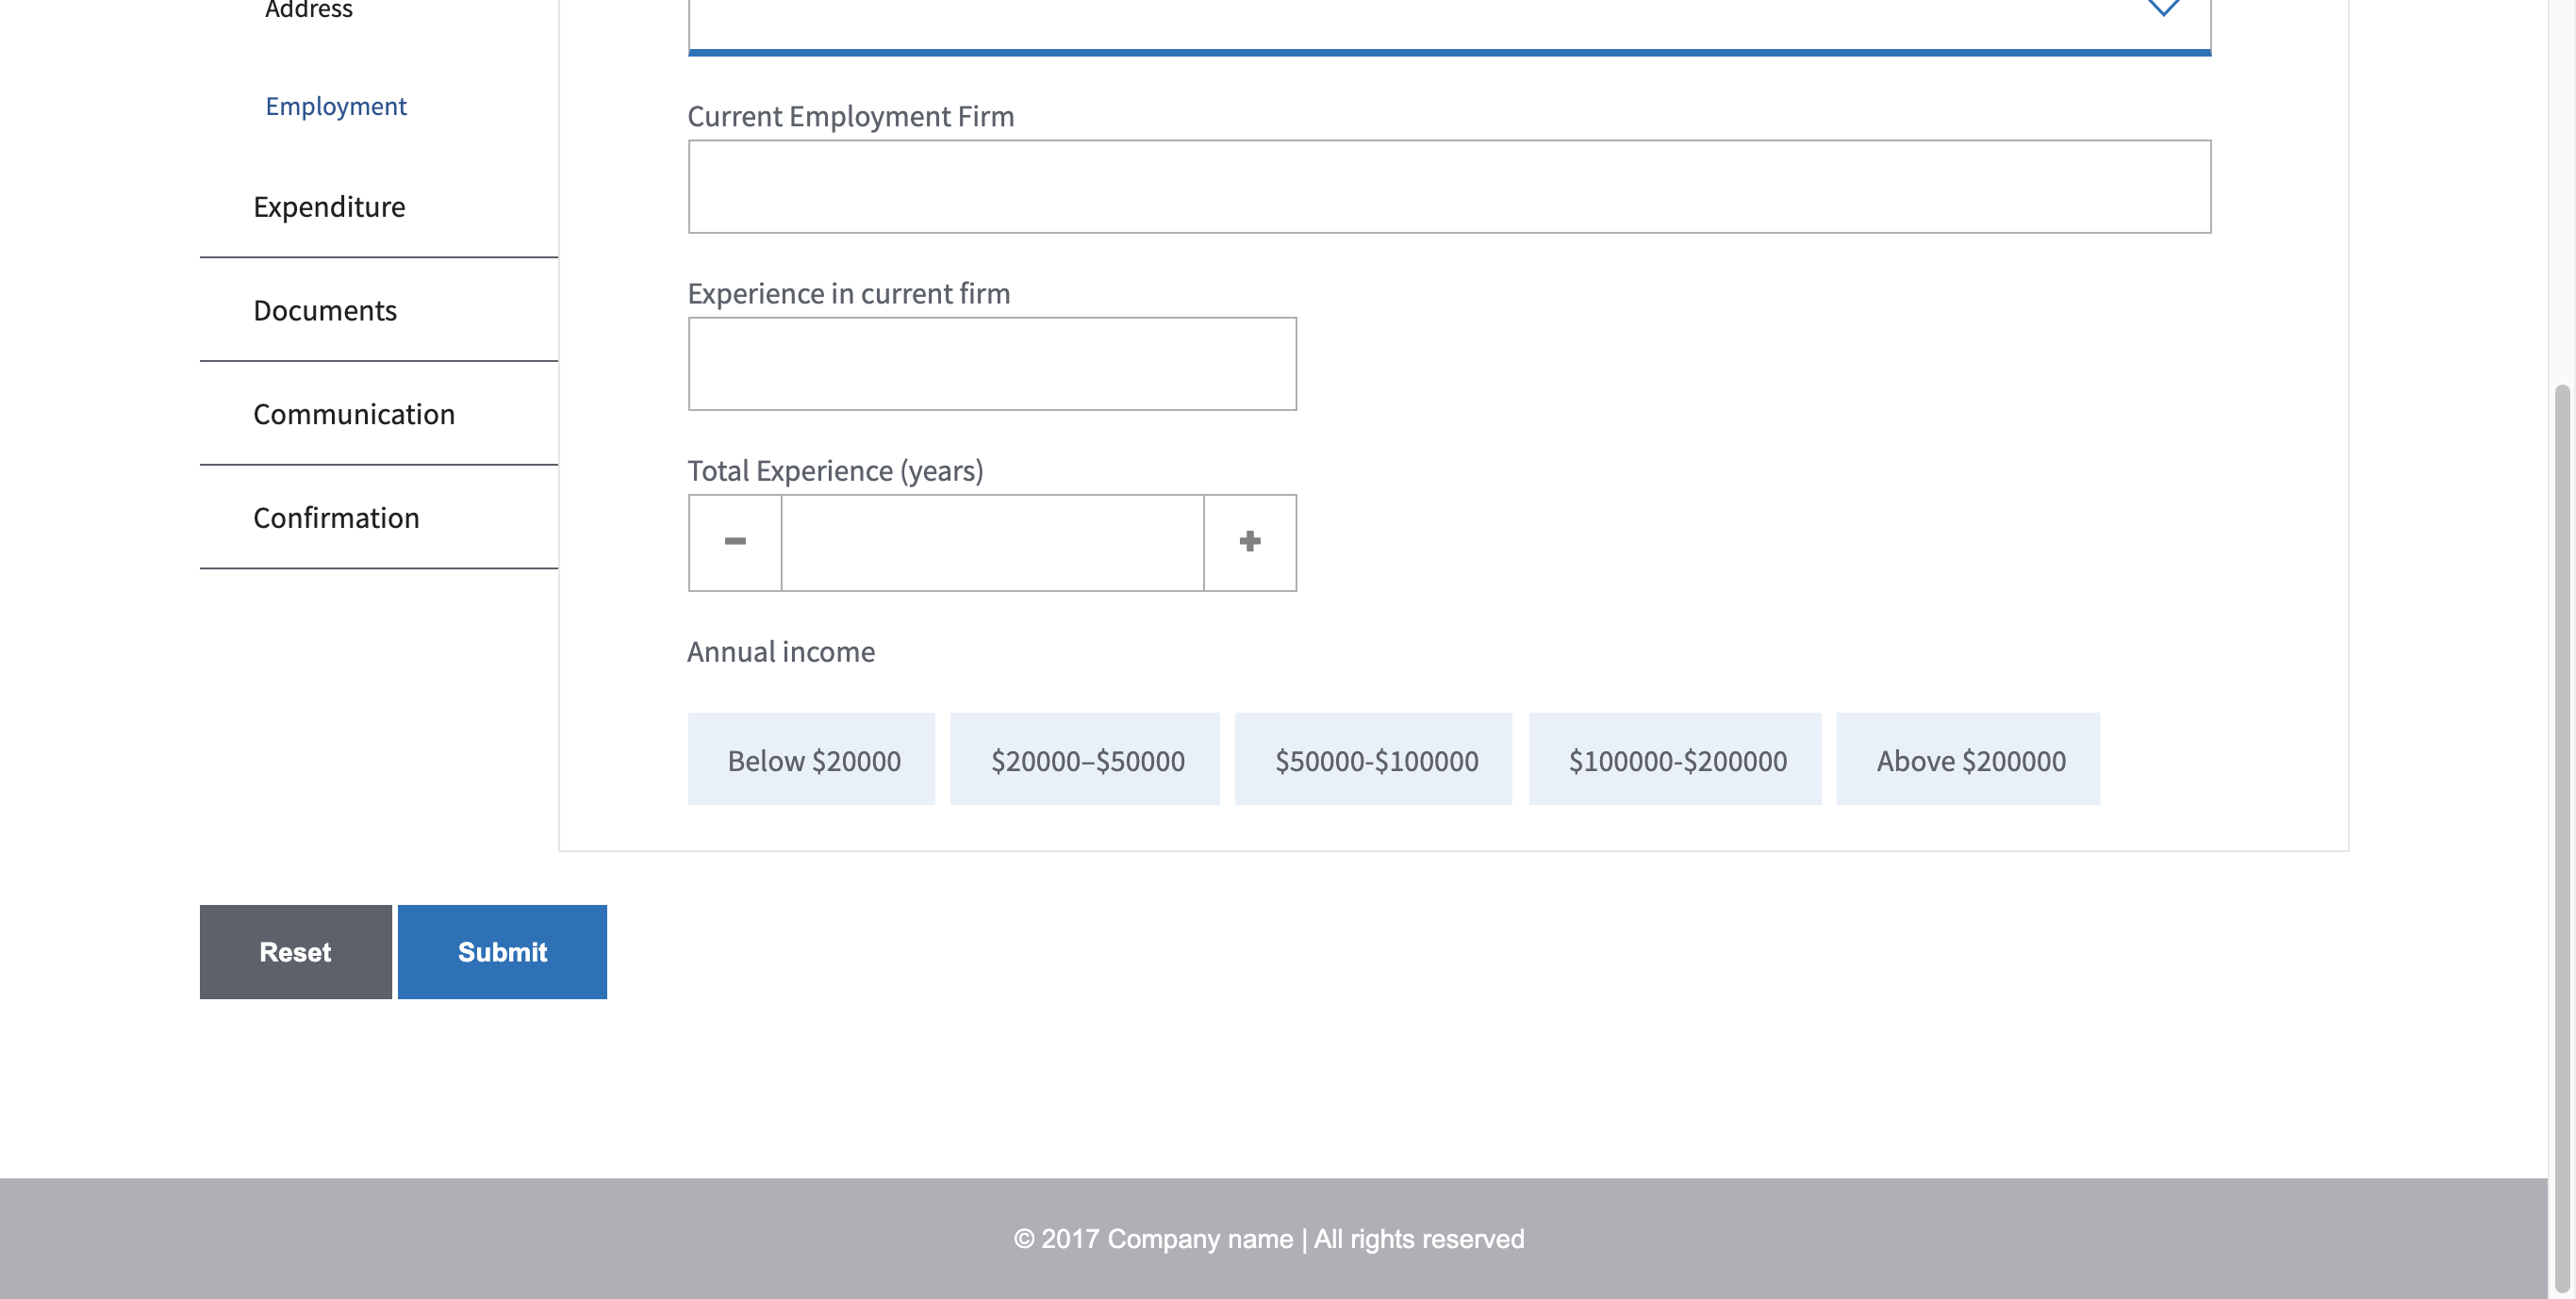 Address
Employment
Expenditure
Documents
Communication
Confirmation
Current Employment Firm
Experience in current firm
Total Experience (years)
Annual income
Below $20000
$20000–$50000
$50000-$100000
$100000-$200000
Above $200000
Reset
Submit
© 2017 Company name | All rights reserved